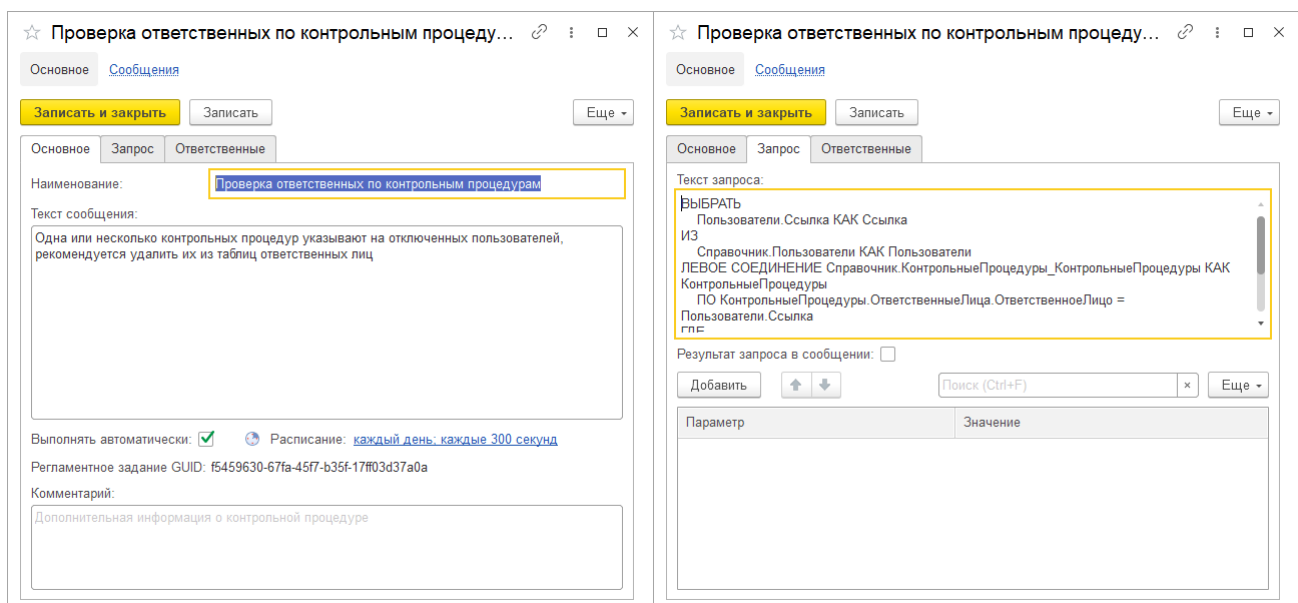 Проверка ответственных по контрольным процеду...
Основное Сообщения
Записать и закрыть Записать Еще
Основное Запрос Ответственные
Наименование: Проверка ответственных по контрольным процедурам
Текст сообщения:
Одна или несколько контрольных процедур указывают на отключенных пользователей,
рекомендуется удалить их из таблиц ответственных лиц
Выполнять автоматически: Расписание: каждый день; каждые 300 секунд
Регламентное задание GUID: f5459630-67fa-45f7-b35f-17ff03d37a0a
Комментарий:
Дополнительная информация о контрольной процедуре
Проверка ответственных по контрольным процеду...
Основное Сообщения
Записать и закрыть Записать Еще
Основное Запрос Ответственные
Текст запроса:
ВЫБРАТЬ
Пользователи.Ссылка КАК Ссылка
ИЗ
Справочник.Пользователи КАК Пользователи
ЛЕВОЕ СОЕДИНЕНИЕ Справочник.КонтрольныеПроцедуры_КонтрольныеПроцедуры КАК
КонтрольныеПроцедуры
ПО КонтрольныеПроцедуры.ОтветственныеЛица.ОтветственноеЛицо =
Пользователи.Ссылка
ГДЕ
Результат запроса в сообщении:
Добавить Поиск (Ctrl+F) × Еще
Параметр Значение